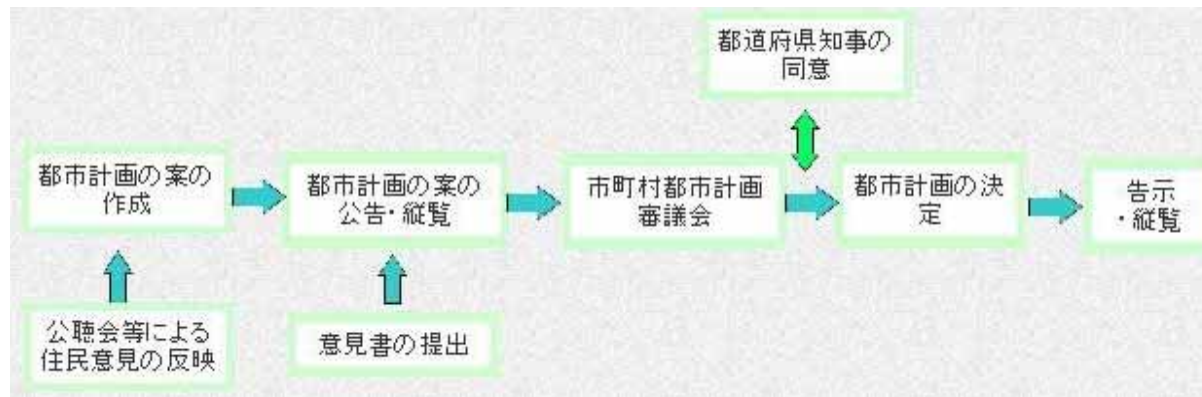 都道府県知事の
同意
都市計画の案の
作成
都市計画の案の
公告・縦覧
市町村都市計画
審議会
都市計画の決
定
告示
・縦覧
公聴会等による
住民意見の反映
意見書の提出